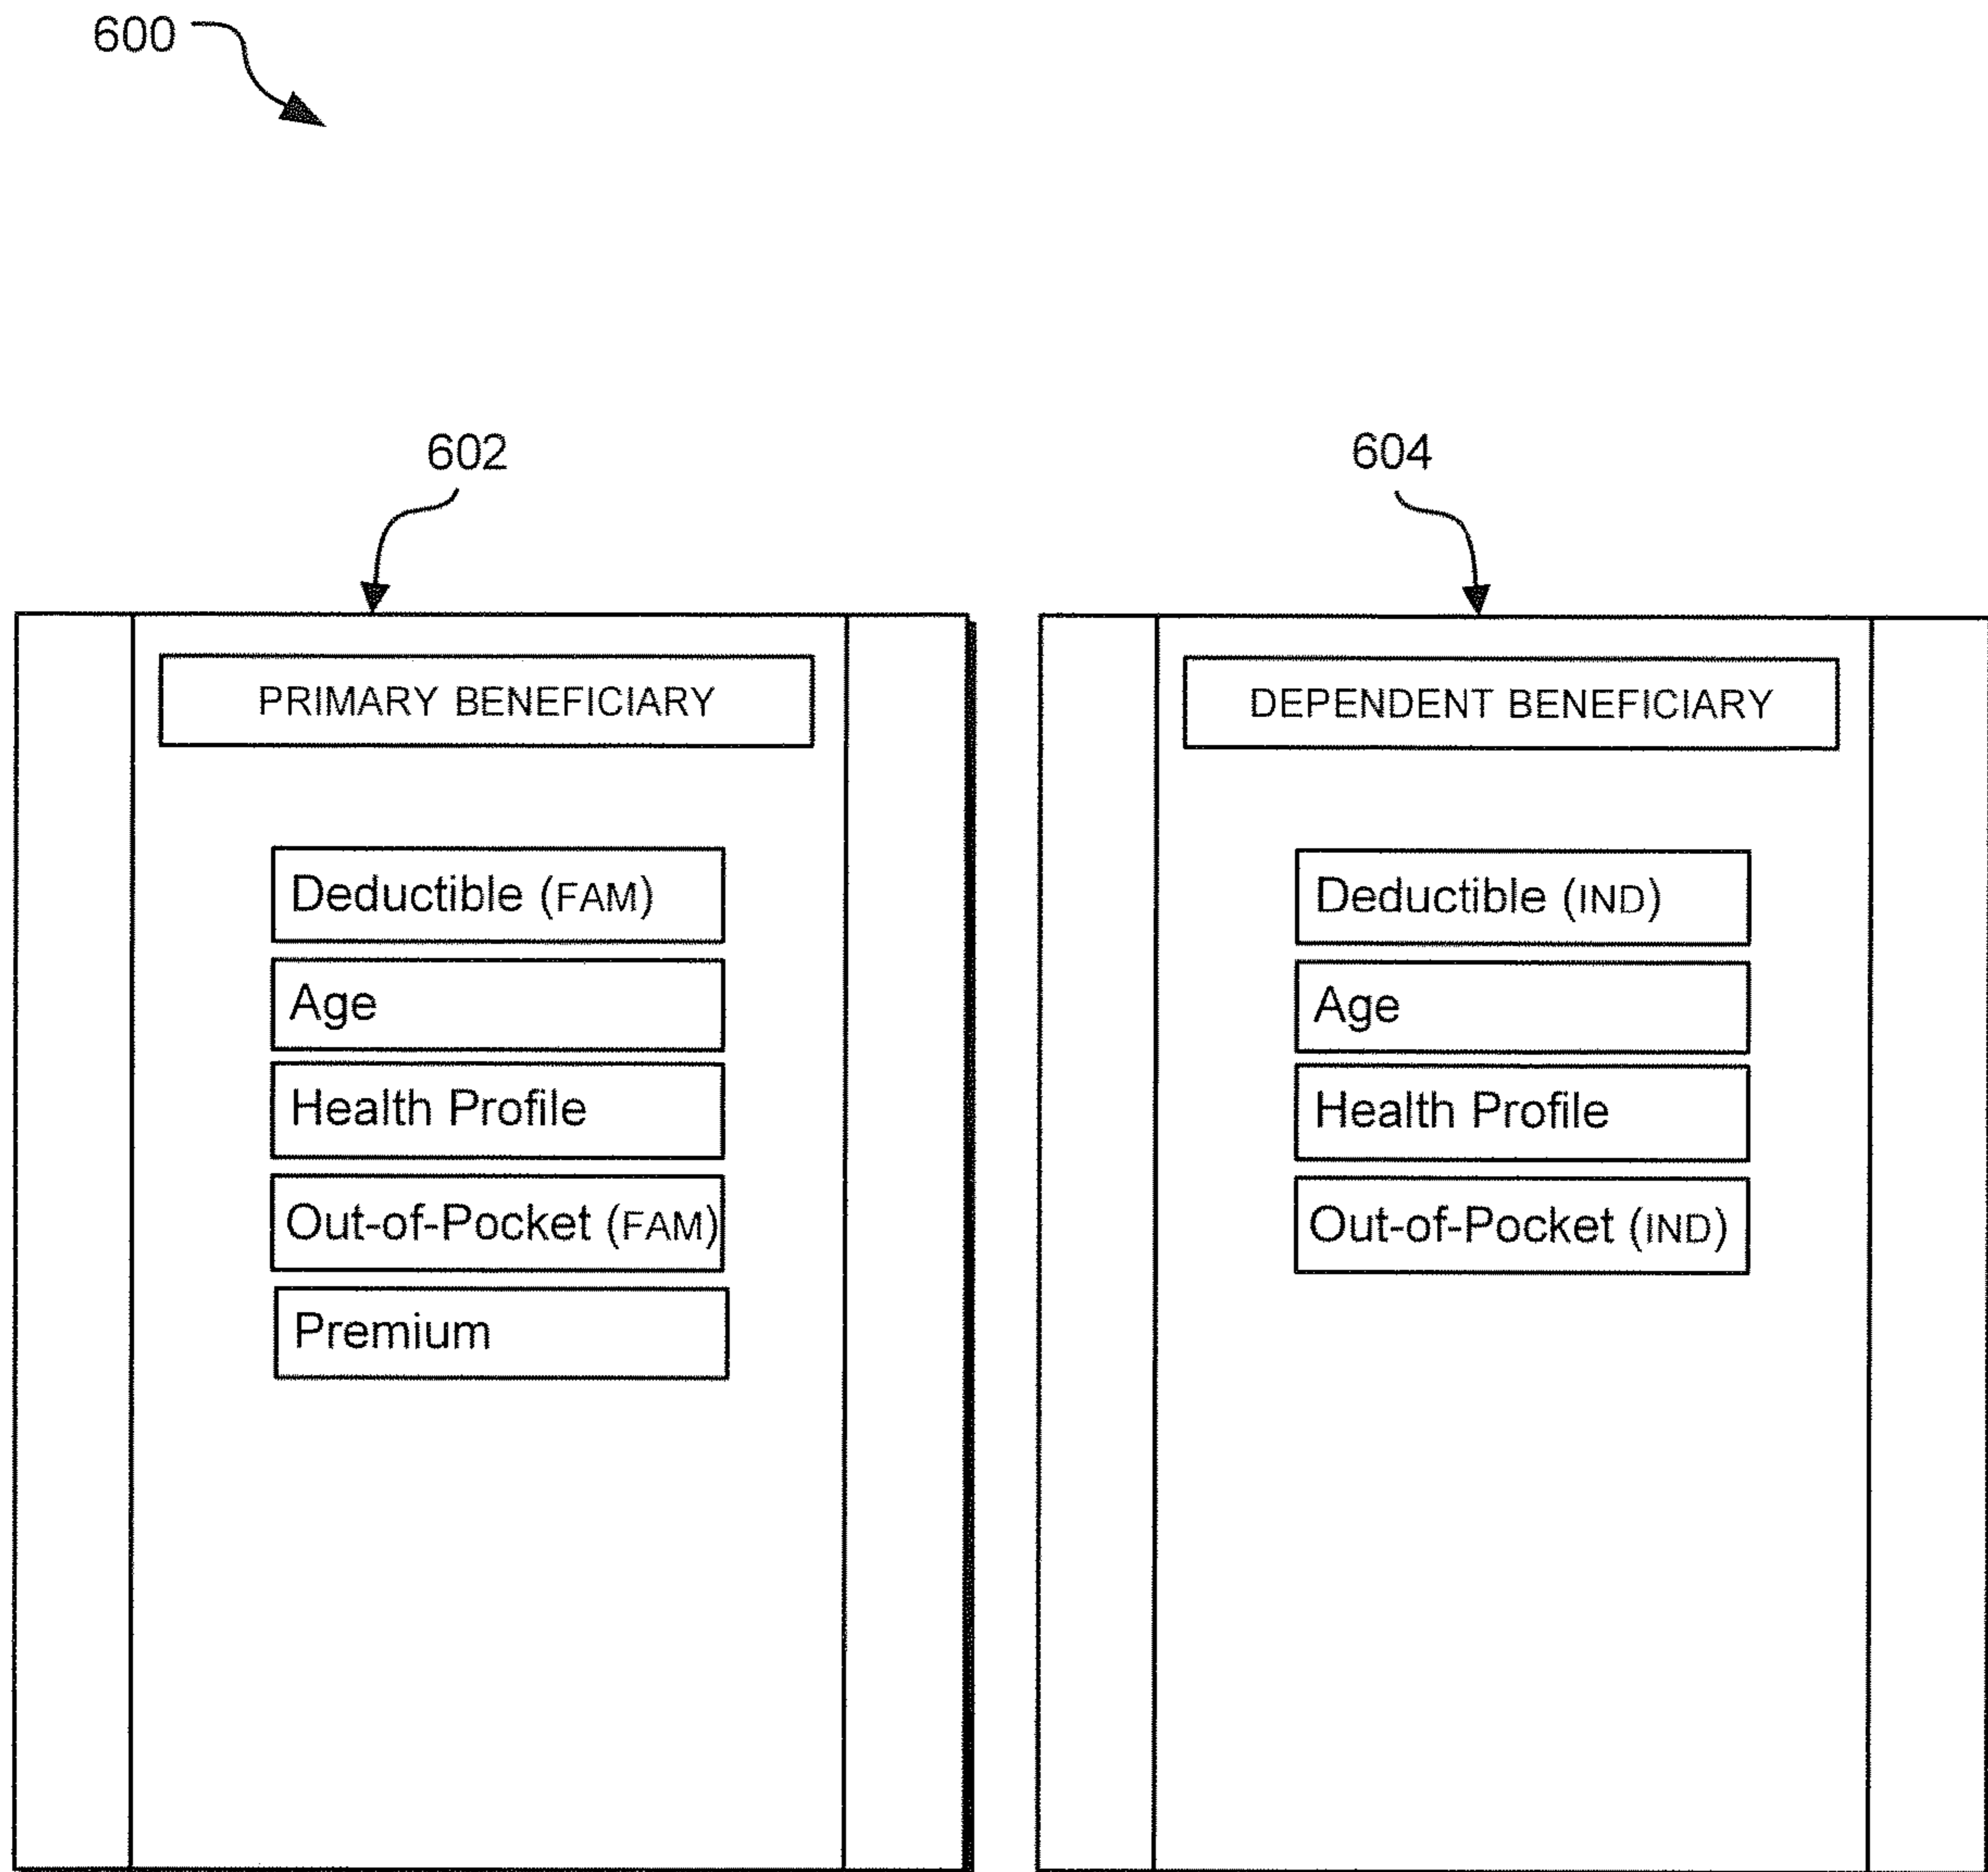 600
602
604
PRIMARY BENEFICIARY
Deductible (FAM)
Age
Health Profile
Out-of-Pocket (FAM)
Premium
DEPENDENT BENEFICIARY
Deductible (IND)
Age
Health Profile
Out-of-Pocket (IND)